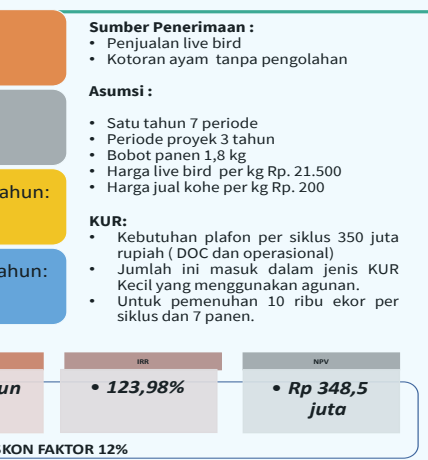 Sumber Penerimaan :
• Penjualan live bird
• Kotoran ayam tanpa pengolahan
Asumsi :
• Satu tahun 7 periode
• Periode proyek 3 tahun
• Bobot panen 1,8 kg
• Harga live bird per kg Rp. 21.500
• Harga jual kohe per kg Rp. 200
ahun:
KUR:
• Kebutuhan plafon per siklus 350 juta
rupiah ( DOC dan operasional)
• Jumlah ini masuk dalam jenis KUR
Kecil yang menggunakan agunan.
• Untuk pemenuhan 10 ribu ekor per
siklus dan 7 panen.
ahun:
IRR
NPV
un
• 123,98%
• Rp 348,5
juta
SKON FAKTOR 12%